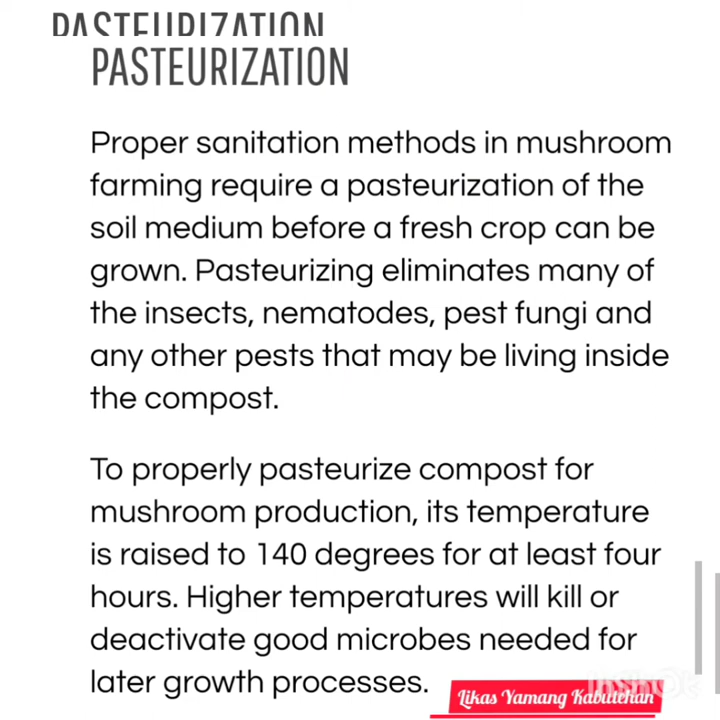 PASTEURIZATION
PASTEURIZATION
Proper sanitation methods in mushroom
farming require a pasteurization of the
soil medium before a fresh crop can be
grown. Pasteurizing eliminates many of
the insects, nematodes, pest fungi and
any other pests that may be living inside
the compost.
To properly pasteurize compost for
mushroom production, its temperature
is raised to 140 degrees for at least four
hours. Higher temperatures will kill or
deactivate good microbes needed for
later growth processes.
Likas Yamang Kabutehan